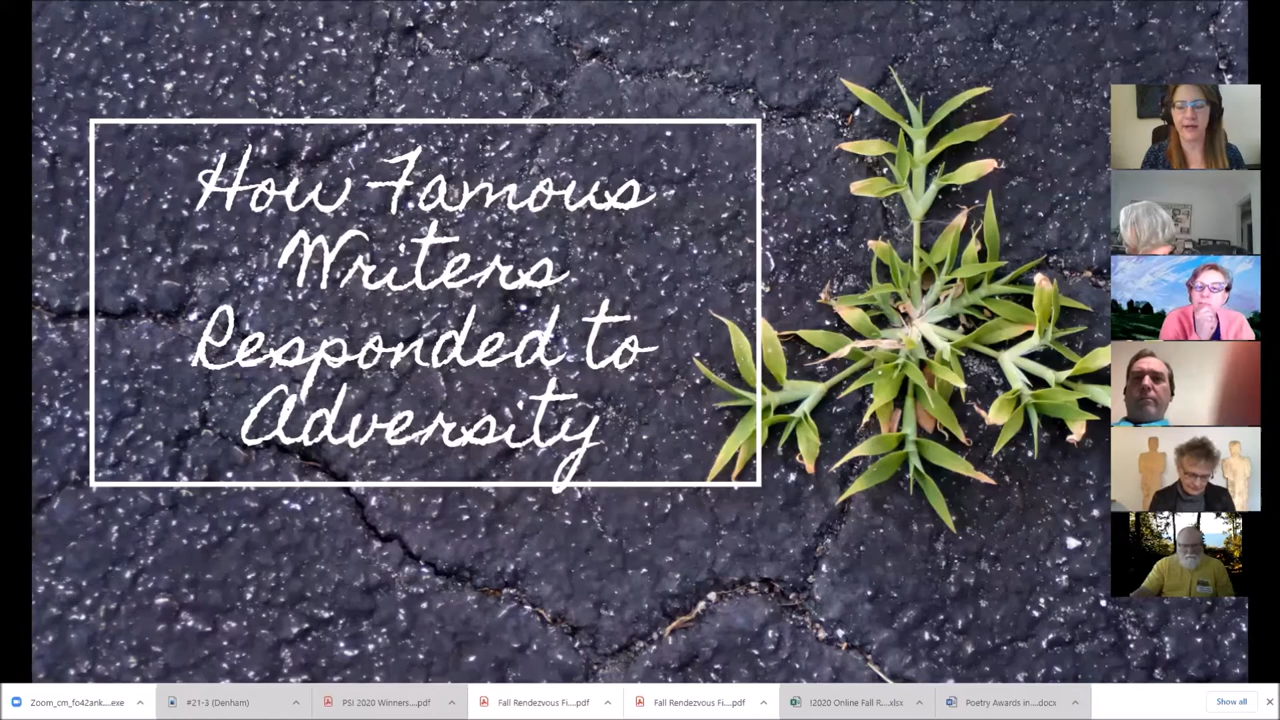 How Famous
Writers
Responded to
Adversity
Zoom_cm_fo42ank....exe
#21-3 (Denham)
PSI 2020 Winners....pdf
Fall Rendezvous Fi....pdf
Fall Rendezvous Fi....pdf
!2020 Online Fall R....xlsx
Poetry Awards in....docx
Show all